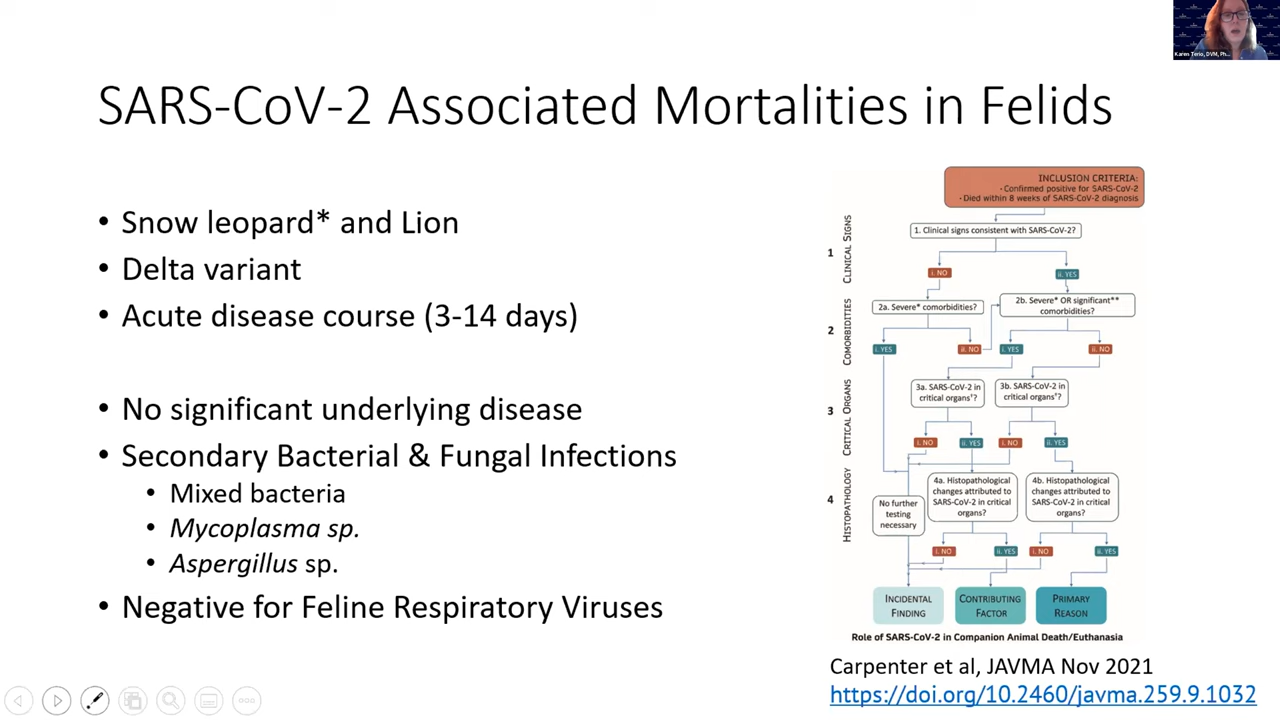 Karen Terio, DVM, Ph...
SARS-CoV-2 Associated Mortalities in Felids
• Snow leopard* and Lion
• Delta variant
• Acute disease course (3-14 days)
• No significant underlying disease
• Secondary Bacterial & Fungal Infections
• Mixed bacteria
• Mycoplasma sp.
• Aspergillus sp.
• Negative for Feline Respiratory Viruses
INCLUSION CRITERIA:
· Confirmed positive for SARS-CoV-2
· Died within 8 weeks of SARS-CoV-2 diagnosis
1
CLINICAL SIGNS
1. Clinical signs consistent with SARS-CoV-2?
i. NO
ii. YES
2
COMORBIDITIES
2a. Severe* comorbidities?
2b. Severe* OR significant**
comorbidities?
i. YES
ii. NO
i. YES
ii. NO
3
CRITICAL ORGANS
3a. SARS-CoV-2 in
critical organs†?
3b. SARS-CoV-2 in
critical organs†?
i. NO
ii. YES
i. NO
ii. YES
4
HISTOPATHOLOGY
No further
testing
necessary
4a. Histopathological
changes attributed to
SARS-CoV-2 in critical
organs?
4b. Histopathological
changes attributed to
SARS-CoV-2 in critical
organs?
i. NO
ii. YES
i. NO
ii. YES
INCIDENTAL
FINDING
CONTRIBUTING
FACTOR
PRIMARY
REASON
Role of SARS-CoV-2 in Companion Animal Death/Euthanasia
Carpenter et al, JAVMA Nov 2021
https://doi.org/10.2460/javma.259.9.1032